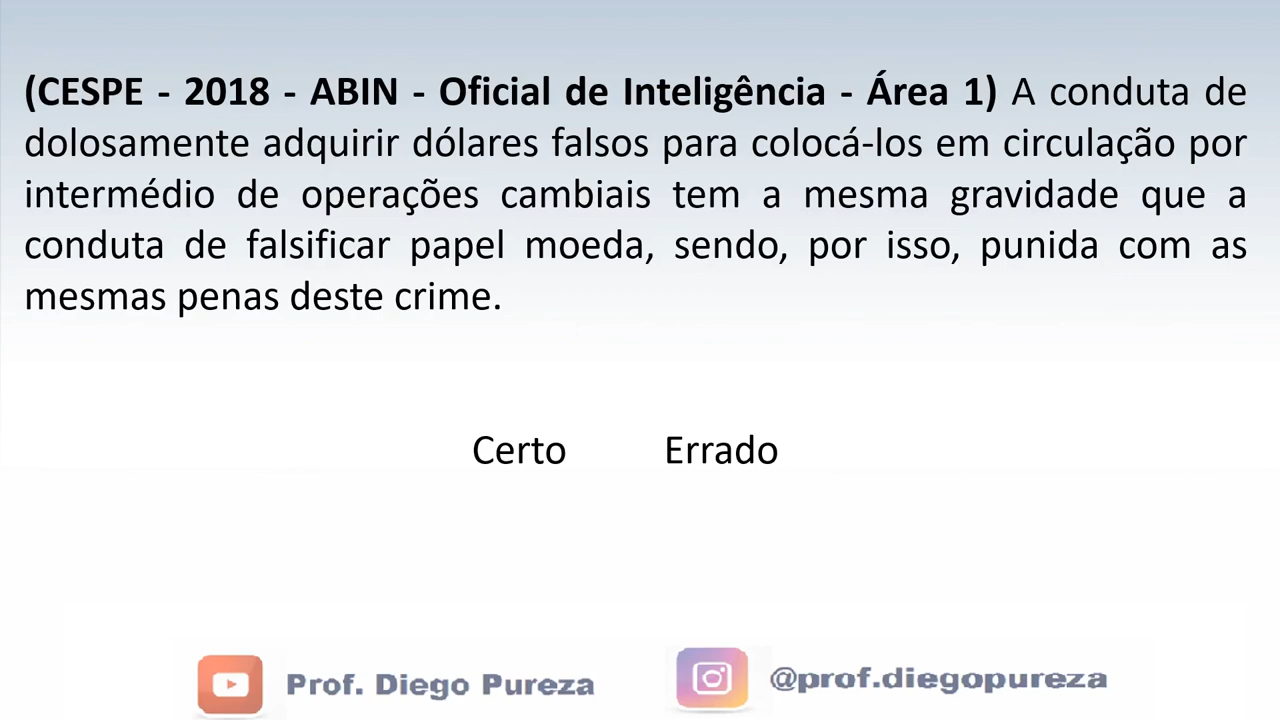 (CESPE - 2018 - ABIN - Oficial de Inteligência - Área 1) A conduta de
dolosamente adquirir dólares falsos para colocá-los em circulação por
intermédio de operações cambiais tem a mesma gravidade que a
conduta de falsificar papel moeda, sendo, por isso, punida com as
mesmas penas deste crime.
Certo Errado
Prof. Diego Pureza @prof.diegopureza